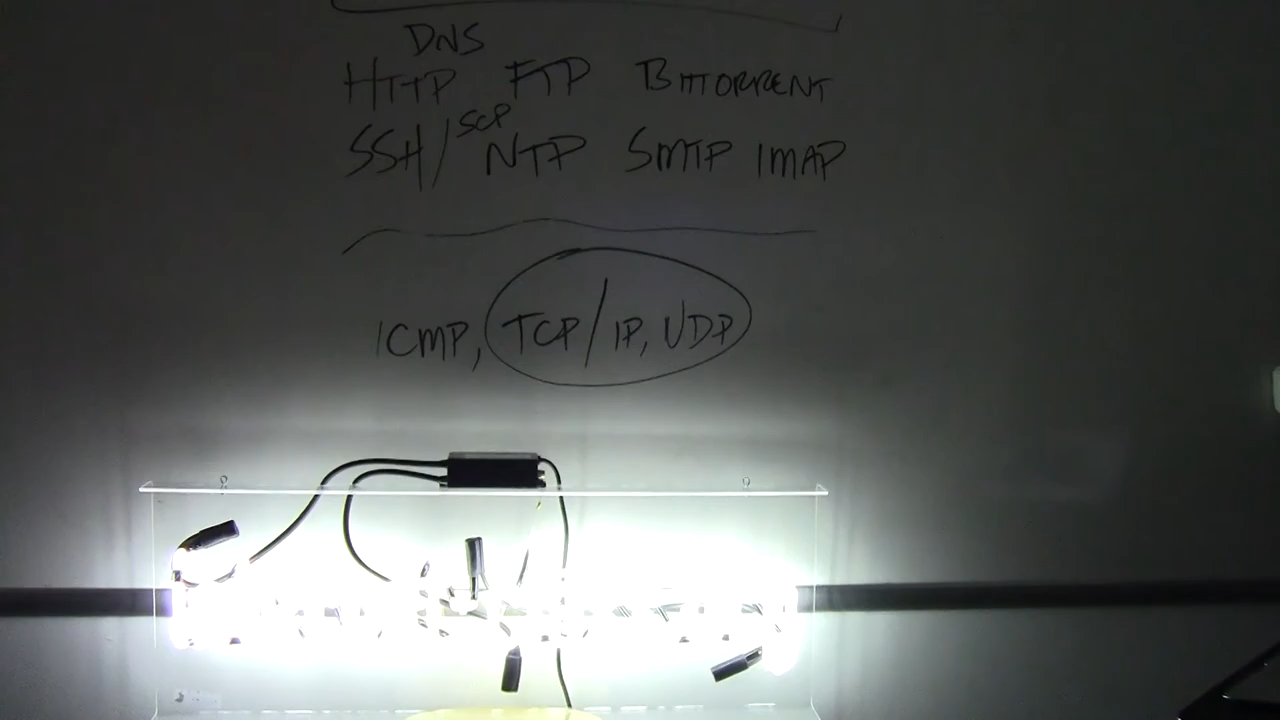 DNS
HTTP FTP BITTORRENT
SSH/SCP NTP SMTP IMAP
ICMP, TCP/IP, UDP